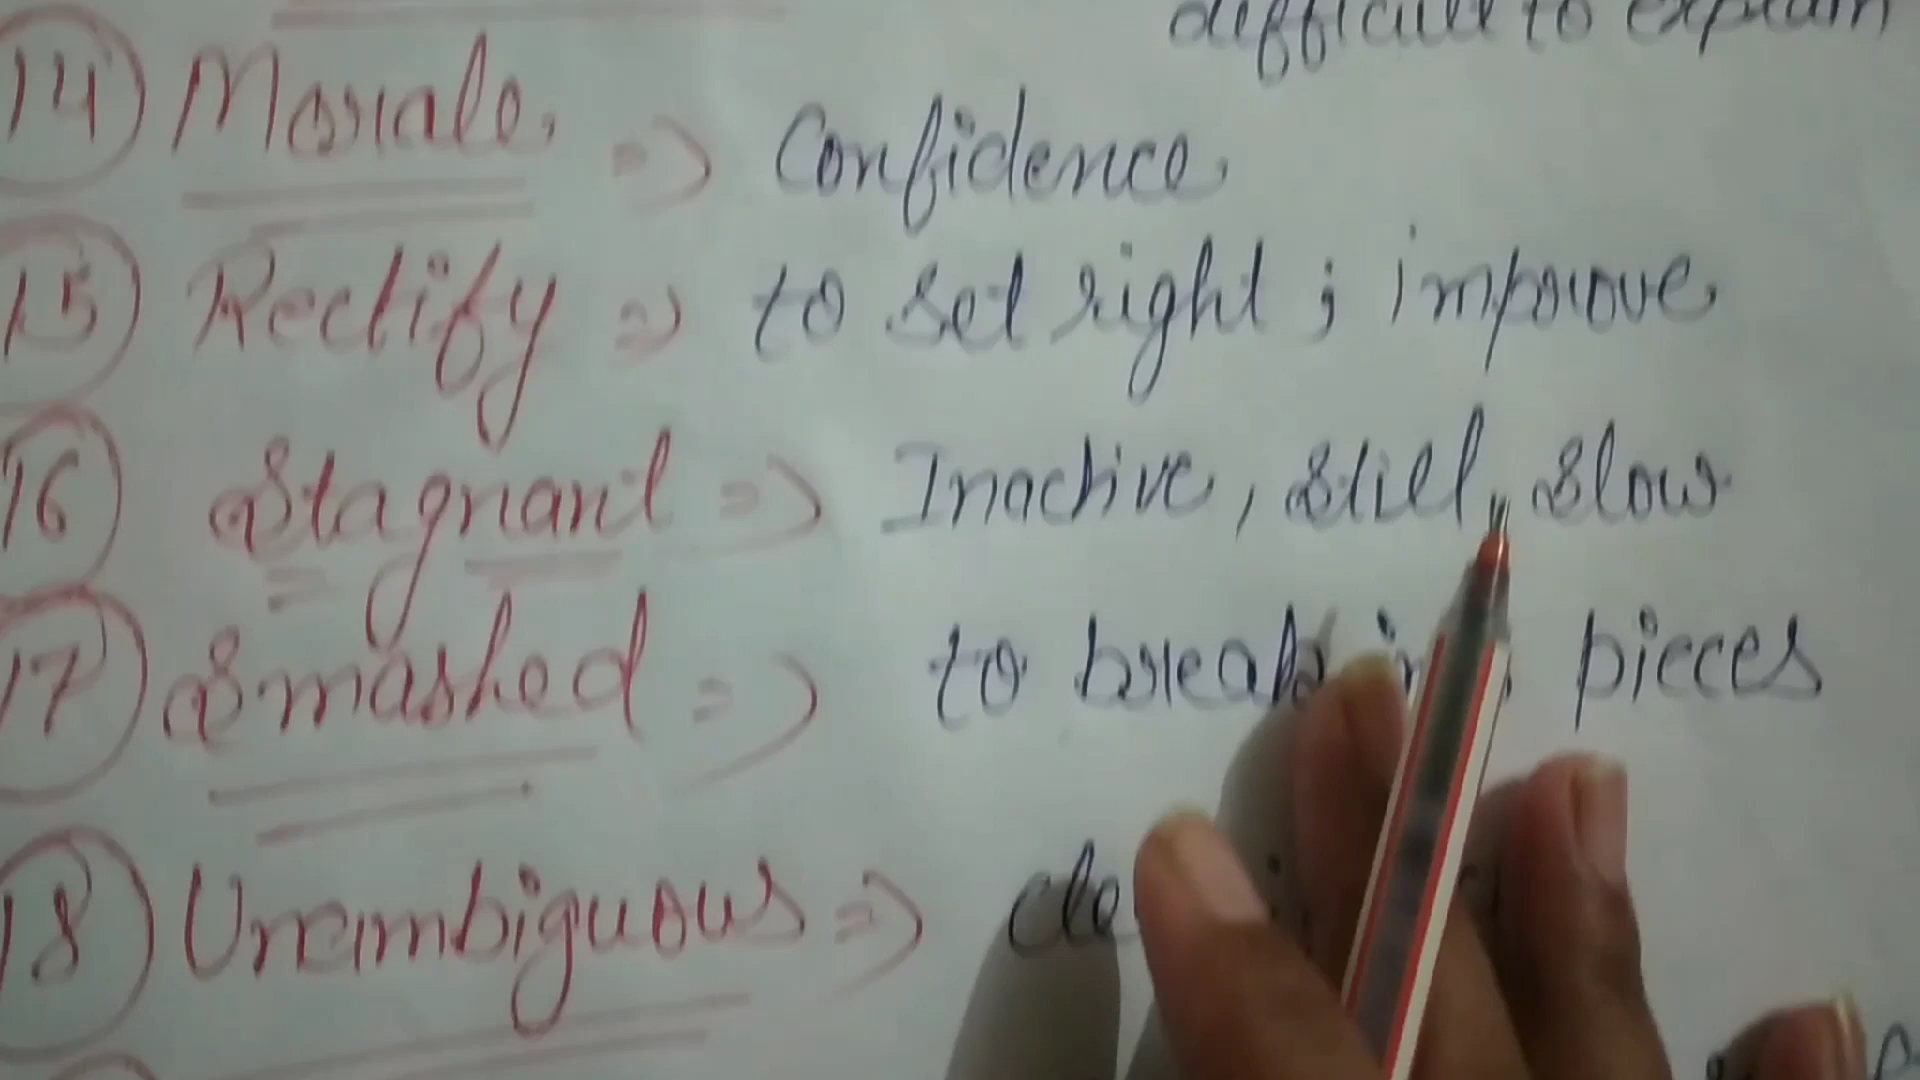 difficult to explain
14 Morale => Confidence
15 Rectify => to set right ; improve
16 Stagnant => Inactive, still, slow
17 Smashed => to break in pieces
18 Unambiguous =>